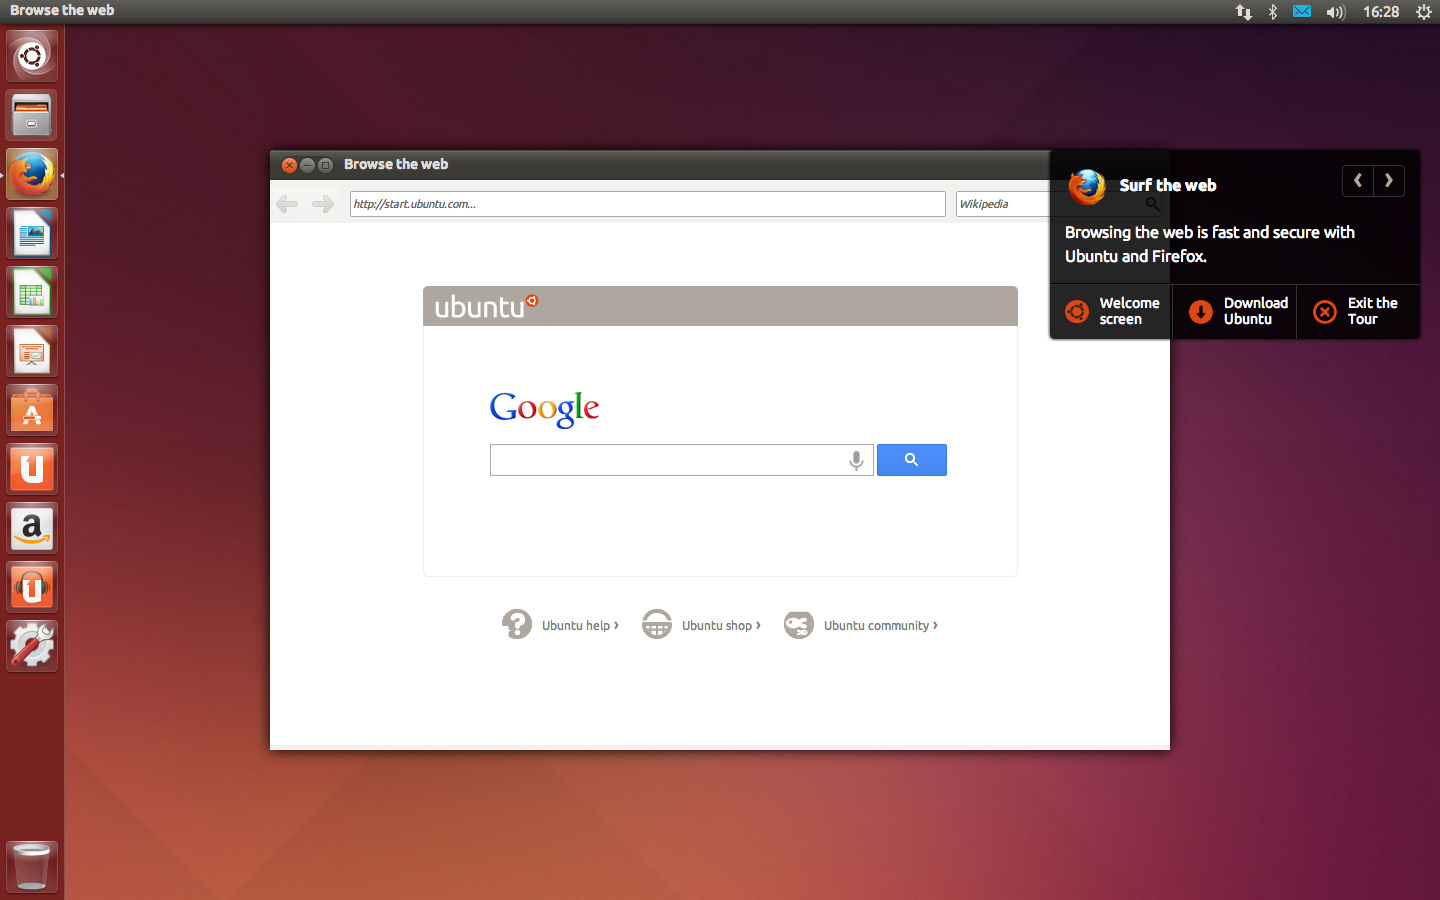 Browse the web
16:28
Browse the web
http://start.ubuntu.com...
Wikipedia
Surf the web
Browsing the web is fast and secure with
Ubuntu and Firefox.
Welcome
screen
Download
Ubuntu
Exit the
Tour
ubuntu
Google
Ubuntu help ›
Ubuntu shop ›
Ubuntu community ›